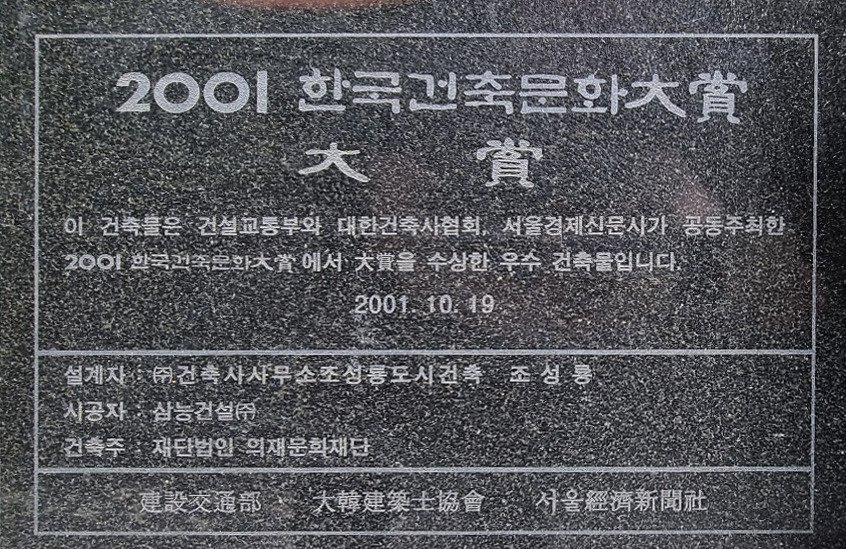 2001 한국건축문화大賞
大 賞
이 건축물은 건설교통부와 대한건축사협회, 서울경제신문사가 공동주최한
2001 한국건축문화大賞에서 大賞을 수상한 우수 건축물입니다.
2001. 10. 19
설계자 : ㈜건축사사무소조성룡도시건축 조 성 룡
시공자 : 삼능건설㈜
건축주 : 재단법인 의재문화재단
建設交通部 · 大韓建築士協會 · 서울經濟新聞社